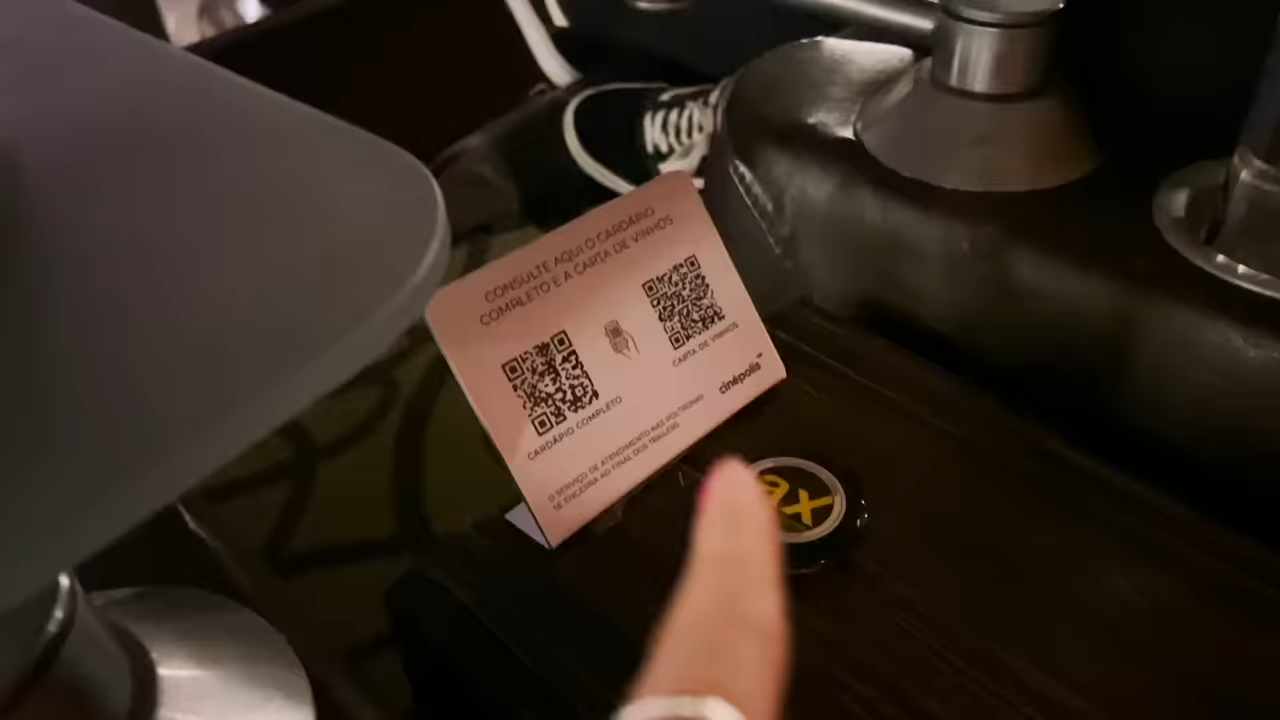 CONSULTE AQUI O CARDÁPIO
COMPLETO E A CARTA DE VINHOS
CARTA DE VINHOS
cinépolis
CARDÁPIO COMPLETO
O SERVIÇO DE ATENDIMENTO NAS POLTRONAS
SE ENCERRA AO FINAL DOS TRAILERS
ax